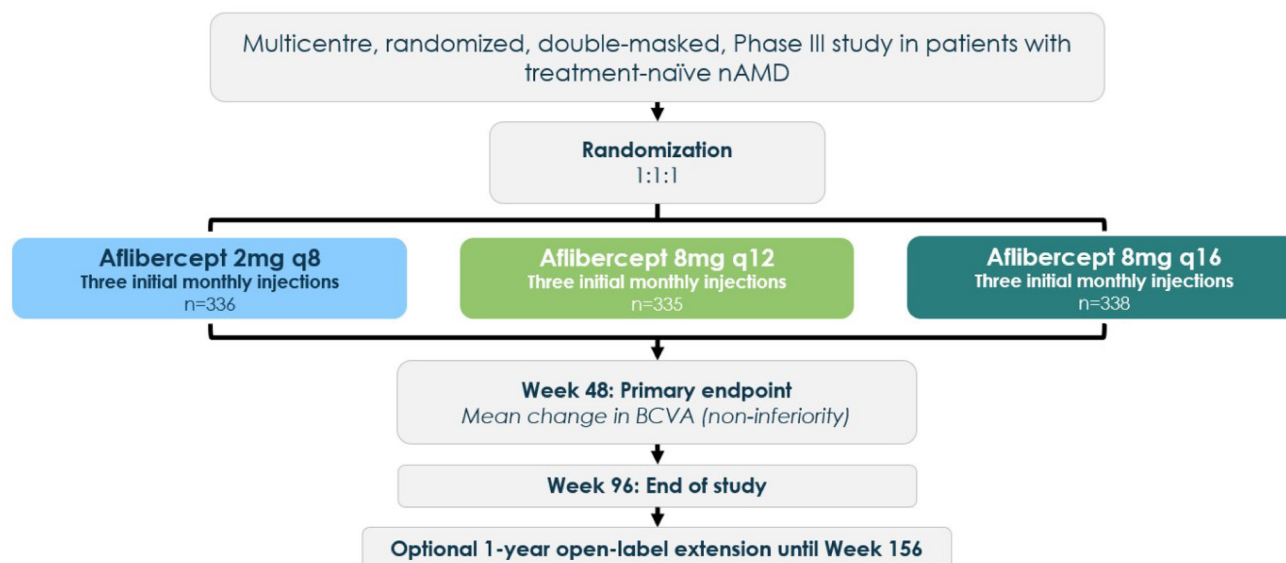 Multicentre, randomized, double-masked, Phase III study in patients with
treatment-naïve nAMD
Randomization
1:1:1
Aflibercept 2mg q8
Three initial monthly injections
n=336
Aflibercept 8mg q12
Three initial monthly injections
n=335
Aflibercept 8mg q16
Three initial monthly injections
n=338
Week 48: Primary endpoint
Mean change in BCVA (non-inferiority)
Week 96: End of study
Optional 1-year open-label extension until Week 156